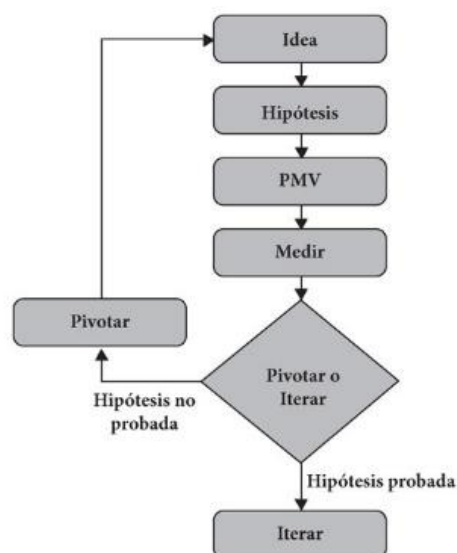 Idea
Hipótesis
PMV
Medir
Pivotar
Pivotar o
Iterar
Hipótesis no
probada
Hipótesis probada
Iterar